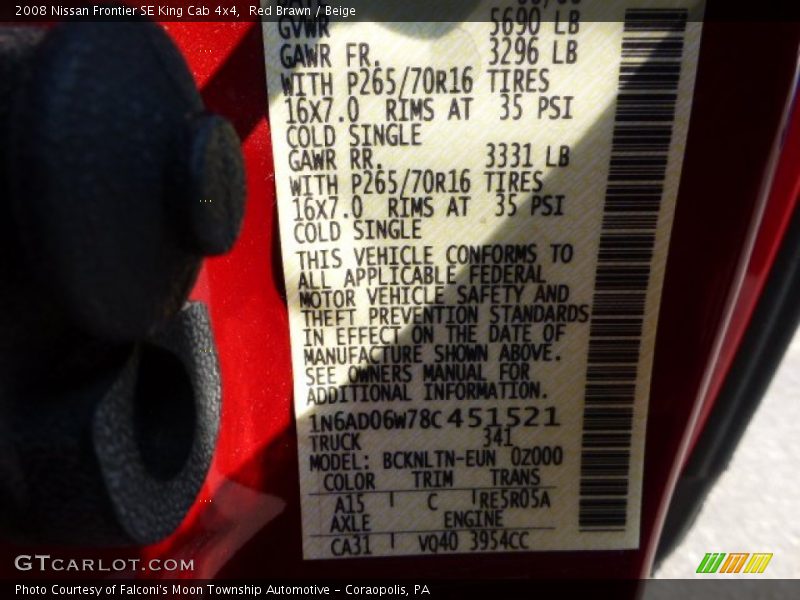 2008 Nissan Frontier SE King Cab 4x4,  Red Brawn / Beige
GVWR 5690 LB
GAWR FR. 3296 LB
WITH P265/70R16 TIRES
16X7.0 RIMS AT 35 PSI
COLD SINGLE
GAWR RR. 3331 LB
WITH P265/70R16 TIRES
16X7.0 RIMS AT 35 PSI
COLD SINGLE
THIS VEHICLE CONFORMS TO
ALL APPLICABLE FEDERAL
MOTOR VEHICLE SAFETY AND
THEFT PREVENTION STANDARDS
IN EFFECT ON THE DATE OF
MANUFACTURE SHOWN ABOVE.
SEE OWNERS MANUAL FOR
ADDITIONAL INFORMATION.
1N6AD06W78C451521
TRUCK 341
MODEL: BCKNLTN-EUN 0Z000
COLOR TRIM TRANS
A15 C RE5R05A
AXLE ENGINE
CA31 VQ40 3954CC
GTCARLOT.COM
Photo Courtesy of Falconi's Moon Township Automotive - Coraopolis, PA